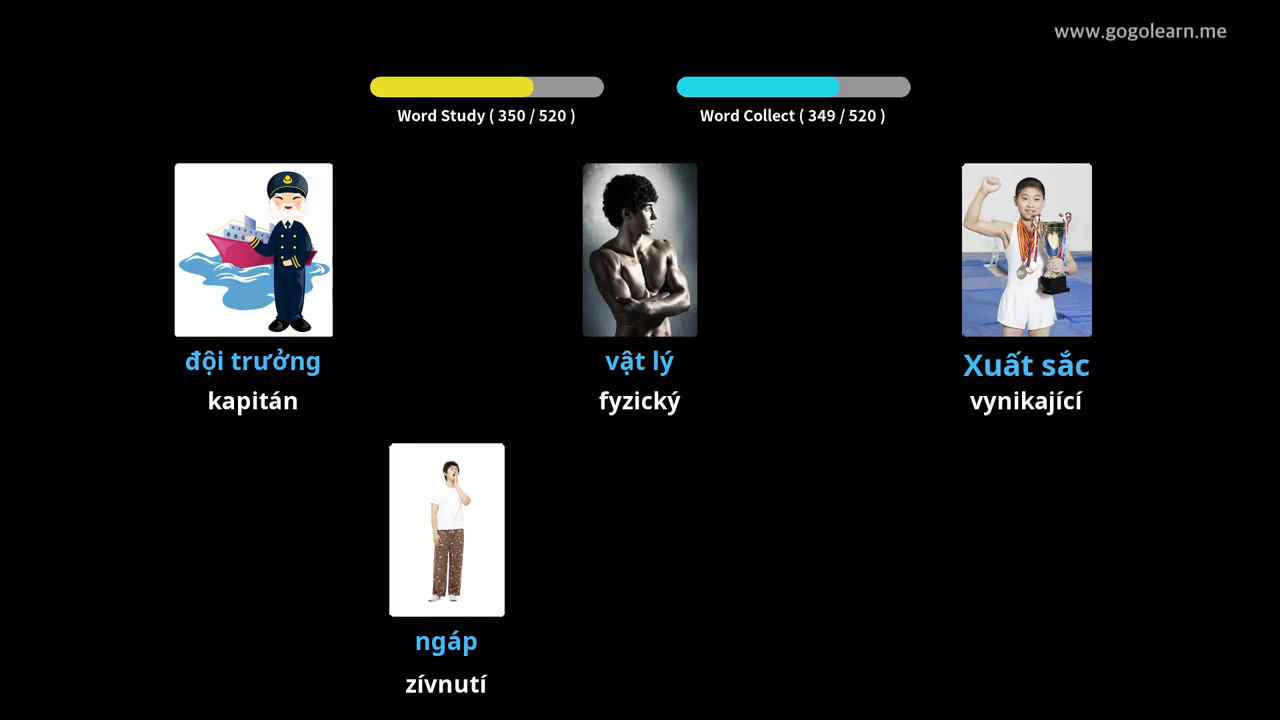 www.gogolearn.me
Word Study ( 350 / 520 )
Word Collect ( 349 / 520 )
đội trưởng
kapitán
vật lý
fyzický
Xuất sắc
vynikající
ngáp
zívnutí